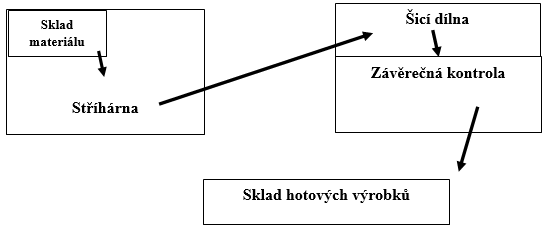 Sklad
materiálu
Stříhárna
Šicí dílna
Závěrečná kontrola
Sklad hotových výrobků